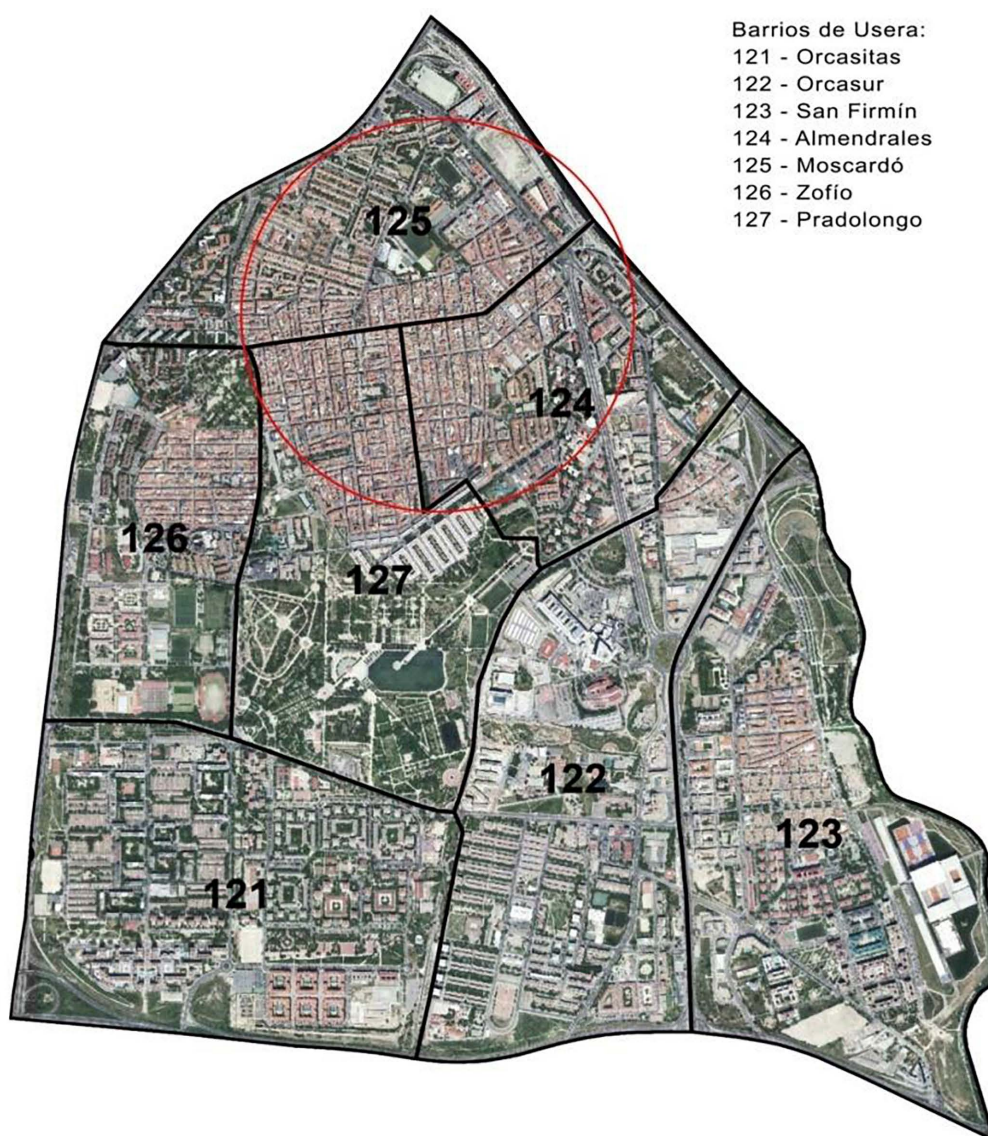 Barrios de Usera:
121 - Orcasitas
122 - Orcasur
123 - San Firmín
124 - Almendrales
125 - Moscardó
126 - Zofío
127 - Pradolongo
125
124
126
127
122
123
121